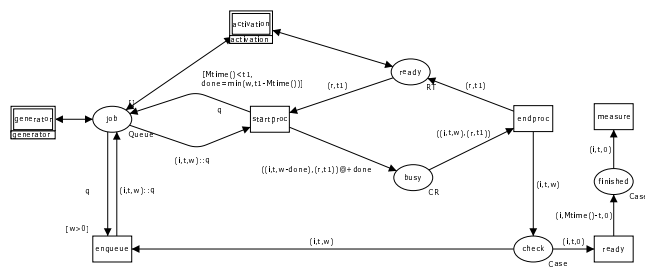 activation
activation
[Mtime()<t1,
done=min(w,t1-Mtime())]
ready
RT
(r,t1)
(r,t1)
[]
q
generator
generator
job
startproc
endproc
measure
Queue
((i,t,w),(r,t1))
(i,t,w)::q
(i,t,0)
((i,t,w-done),(r,t1))@+done
busy
CR
finished
Case
q
(i,t,w)::q
(i,t,w)
(i,Mtime()-t,0)
[w>0]
enqueue
(i,t,w)
check
Case
(i,t,0)
ready